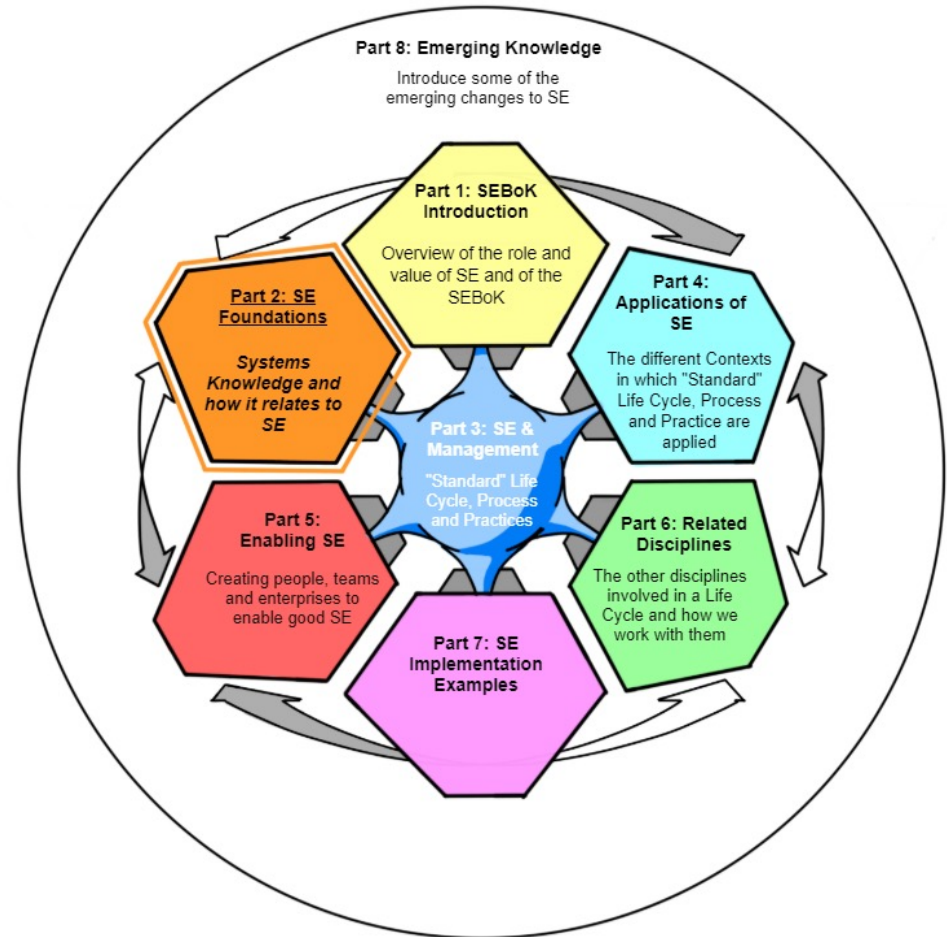 Part 8: Emerging Knowledge
Introduce some of the
emerging changes to SE
Part 1: SEBoK
Introduction
Overview of the role and
value of SE and of the
SEBoK
Part 2: SE
Foundations
Systems
Knowledge and
how it relates to
SE
Part 4:
Applications of
SE
The different Contexts
in which "Standard"
Life Cycle, Process
and Practice are
applied
Part 3: SE &
Management
"Standard" Life
Cycle, Process
and Practices
Part 5:
Enabling SE
Creating people, teams
and enterprises to
enable good SE
Part 6: Related
Disciplines
The other disciplines
involved in a Life
Cycle and how we
work with them
Part 7: SE
Implementation
Examples